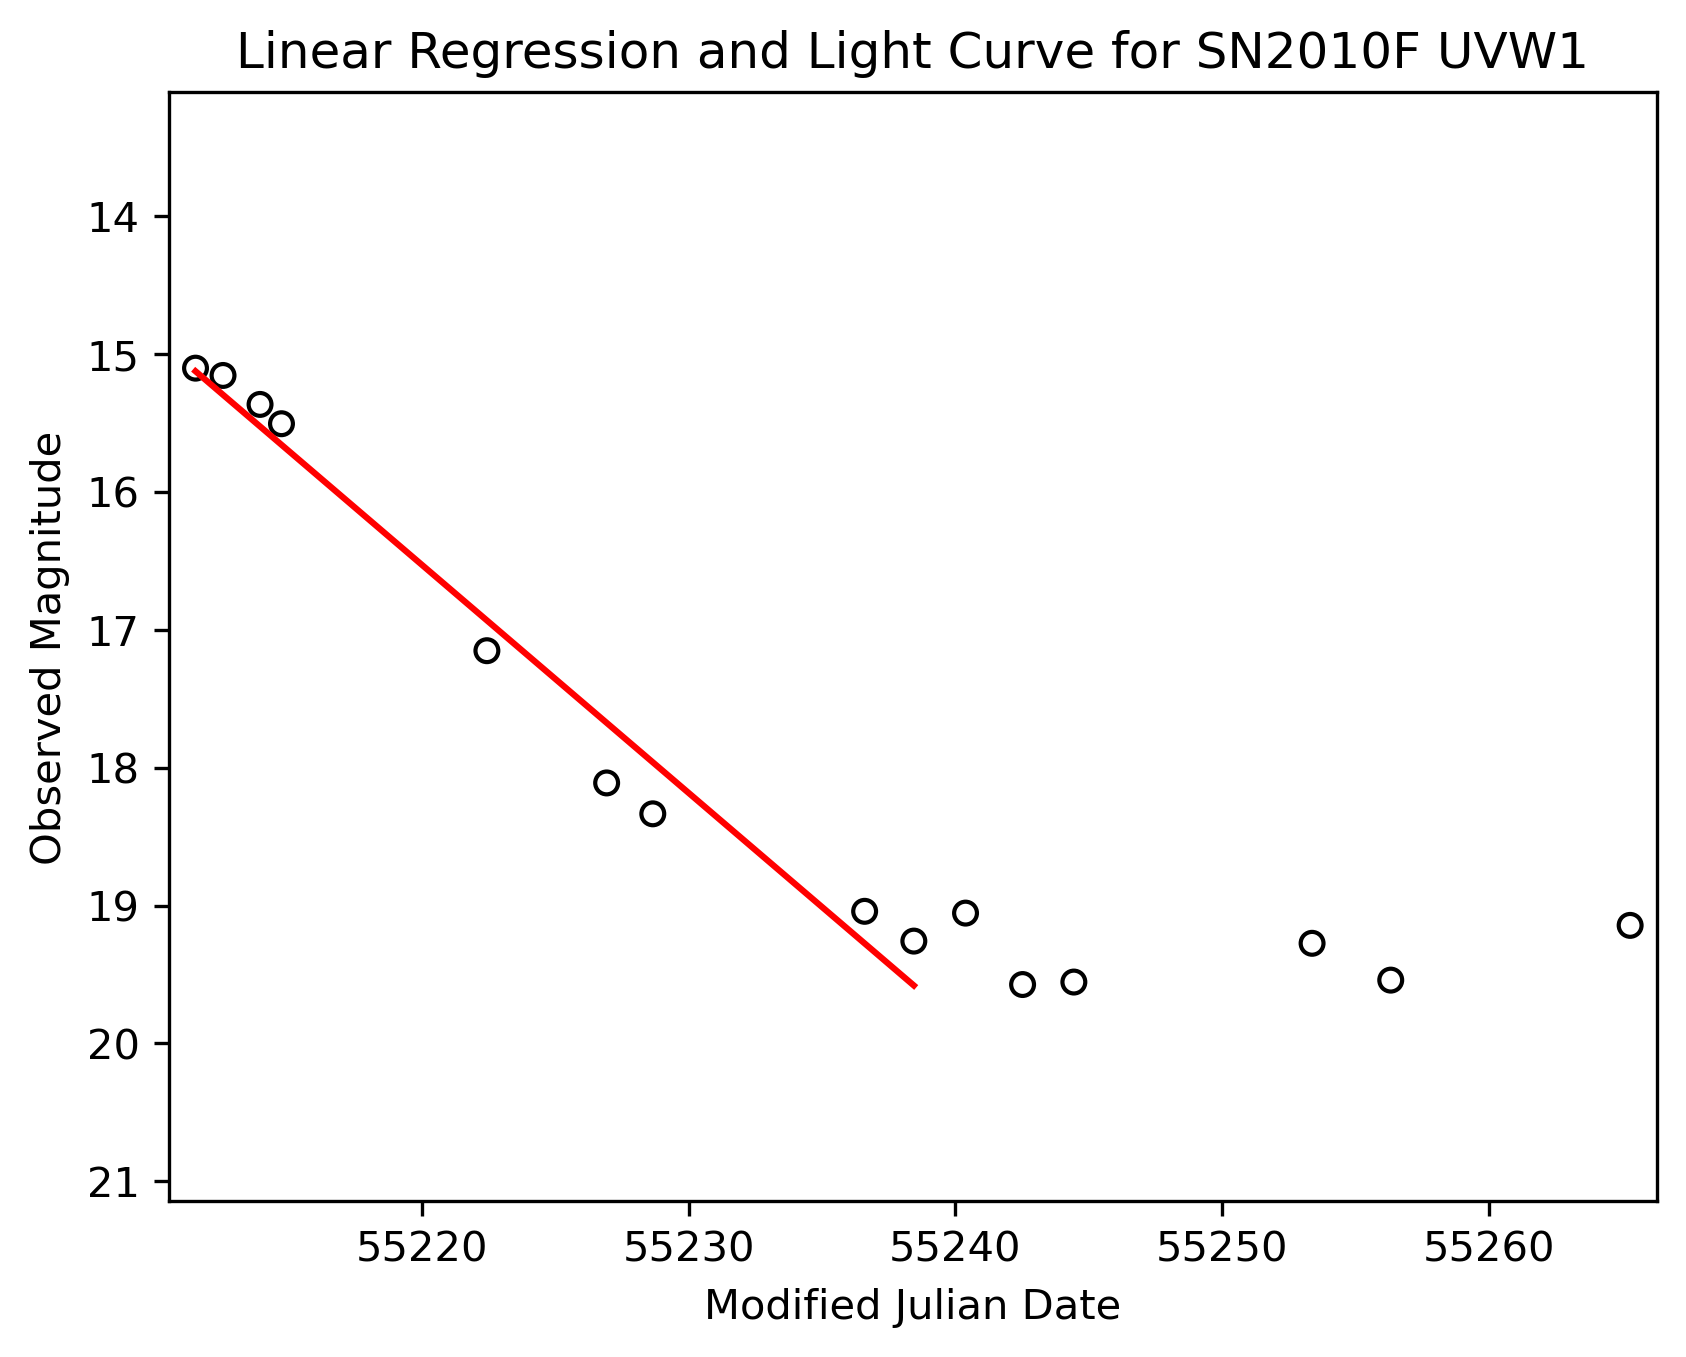 Linear Regression and Light Curve for SN2010F UVW1
Observed Magnitude
14
15
16
17
18
19
20
21
55220 55230 55240 55250 55260
Modified Julian Date